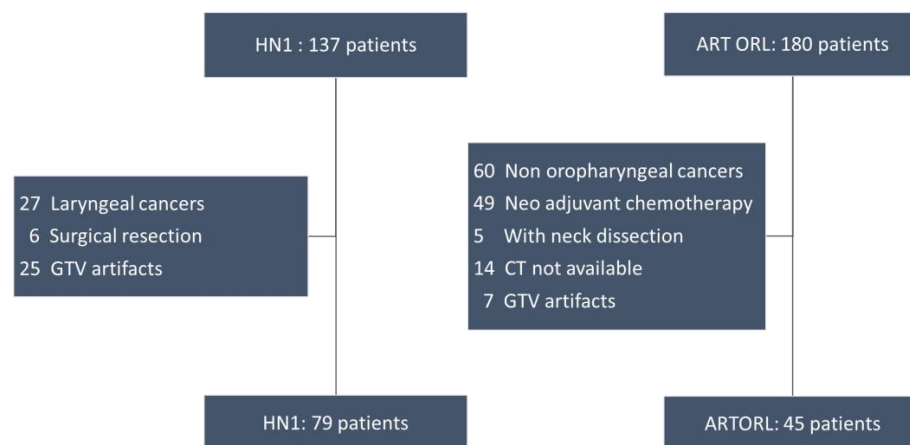 HN1 : 137 patients
27 Laryngeal cancers
6 Surgical resection
25 GTV artifacts
HN1: 79 patients
ART ORL: 180 patients
60 Non oropharyngeal cancers
49 Neo adjuvant chemotherapy
5 With neck dissection
14 CT not available
7 GTV artifacts
ARTORL: 45 patients